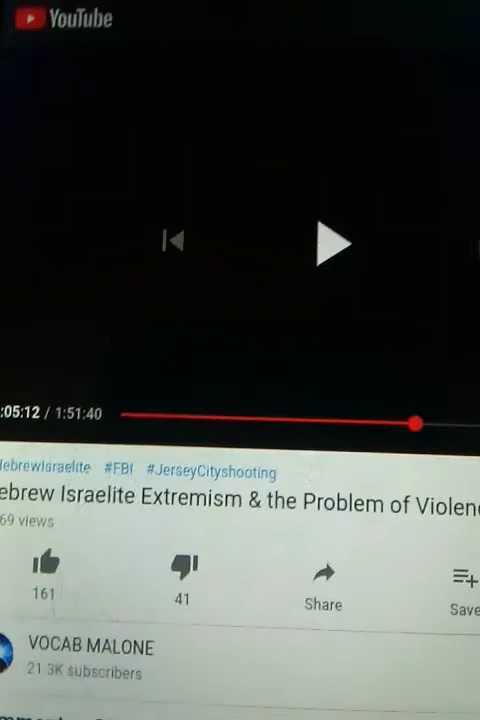 YouTube
:05:12 / 1:51:40
HebrewIsraelite #FBI #JerseyCityshooting
ebrew Israelite Extremism & the Problem of Violen
69 views
161
41
Share
Save
VOCAB MALONE
21.3K subscribers